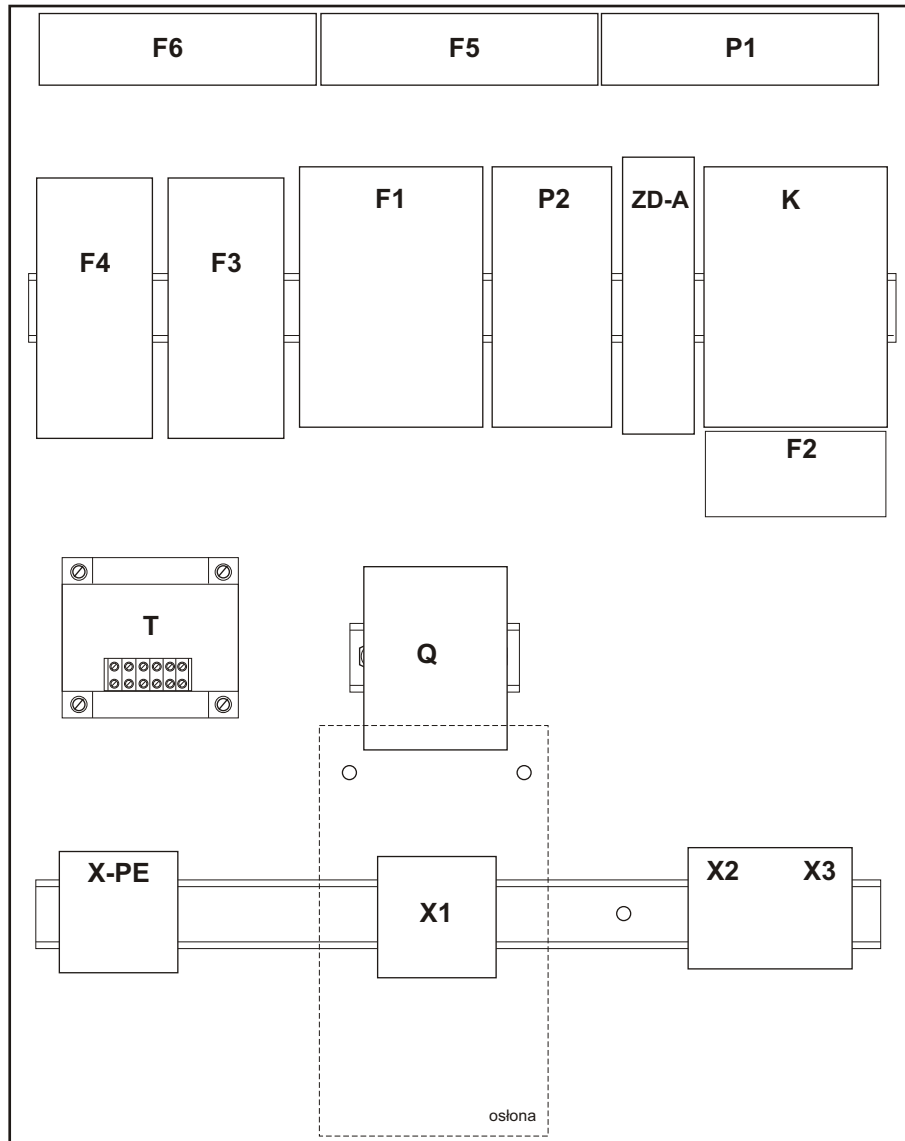 F6 F5 P1
F4 F3 F1 P2 ZD-A K
F2
T Q
X-PE X1 X2 X3
osłona